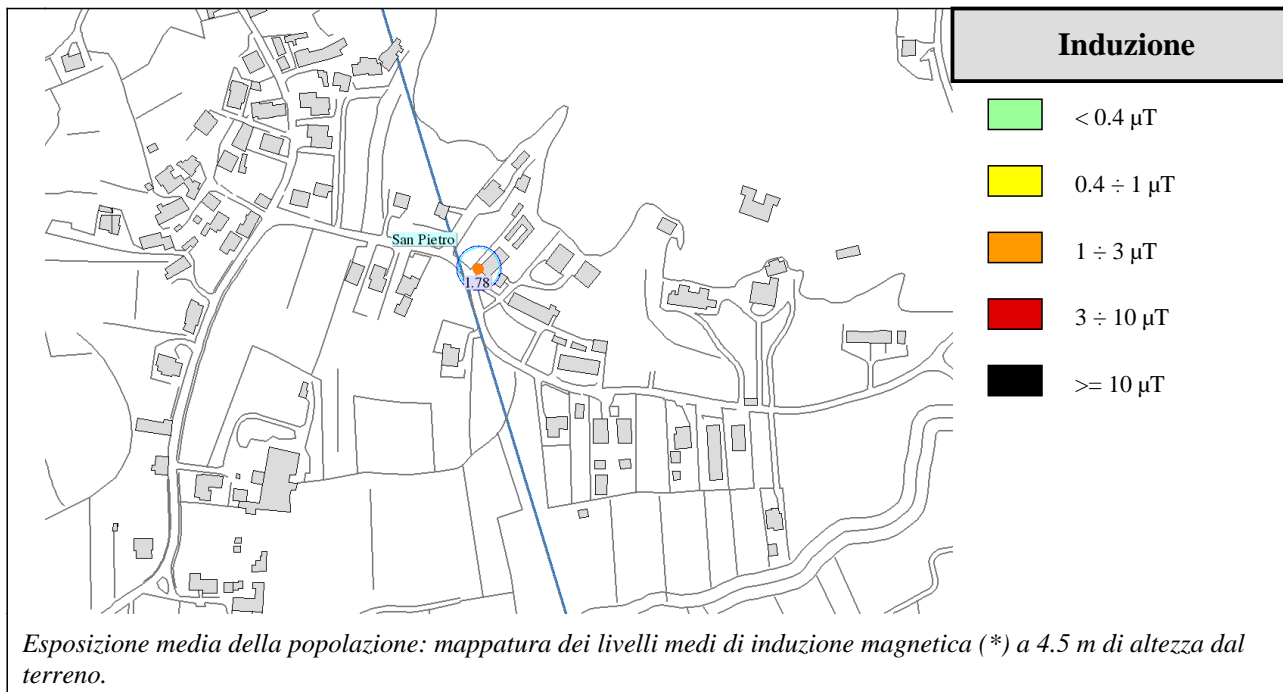 Induzione
< 0.4 µT
0.4 ÷ 1 µT
1 ÷ 3 µT
3 ÷ 10 µT
>= 10 µT
San Pietro
1.78
Esposizione media della popolazione: mappatura dei livelli medi di induzione magnetica (*) a 4.5 m di altezza dal
terreno.